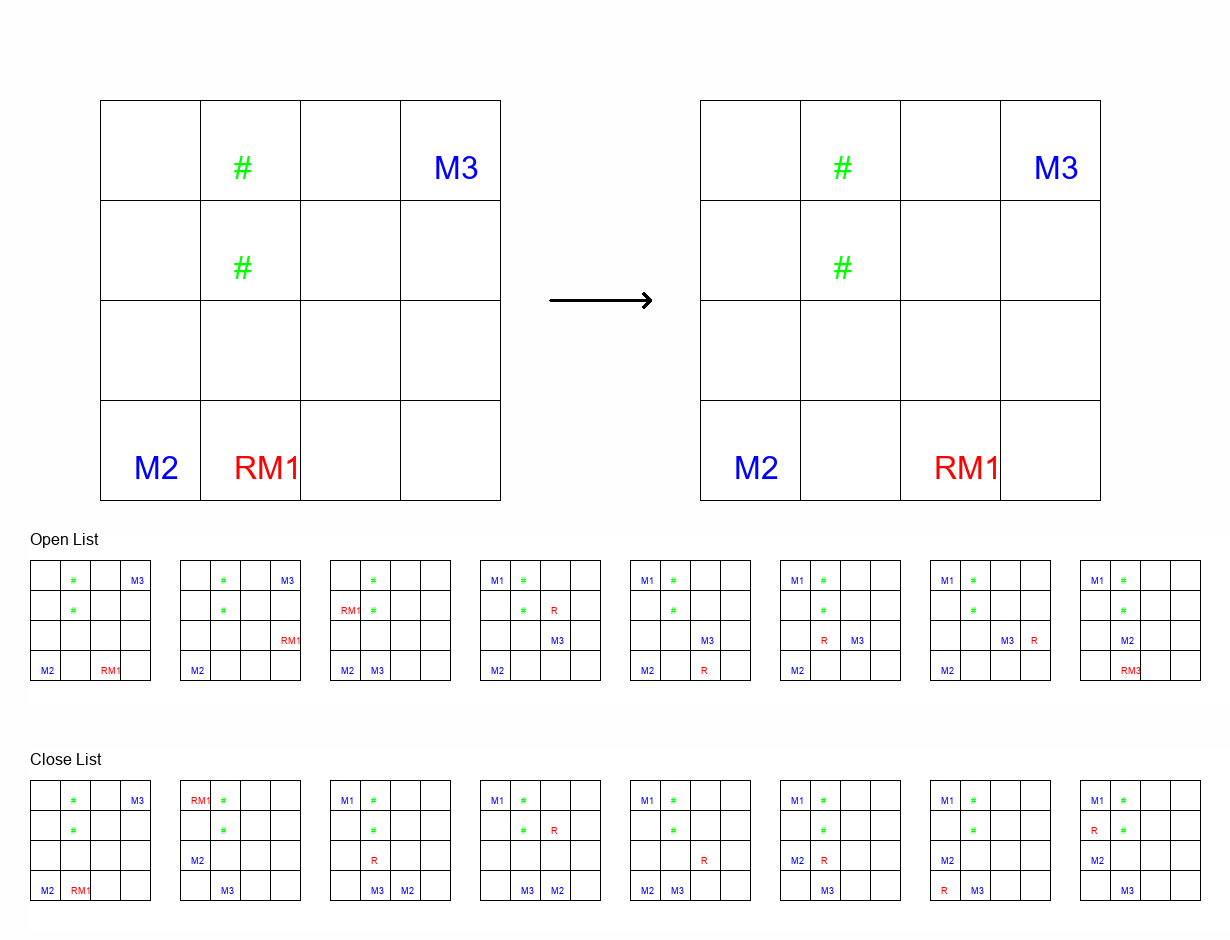 # M3 # M3
# #
M2 RM1 M2 RM1
Open List
# M3 # M3 # M1 # M1 # M1 # M1 # M1 #
# # RM1 # # R # # # #
RM1 M3 M3 R M3 M3 R M2
M2 RM1 M2 M2 M3 M2 M2 R M2 M2 RM3
Close List
# M3 RM1 # M1 # M1 # M1 # M1 # M1 # M1 #
# # # # R # # # R #
M2 R R M2 R M2 M2
M2 RM1 M3 M3 M2 M3 M2 M2 M3 M3 R M3 M3